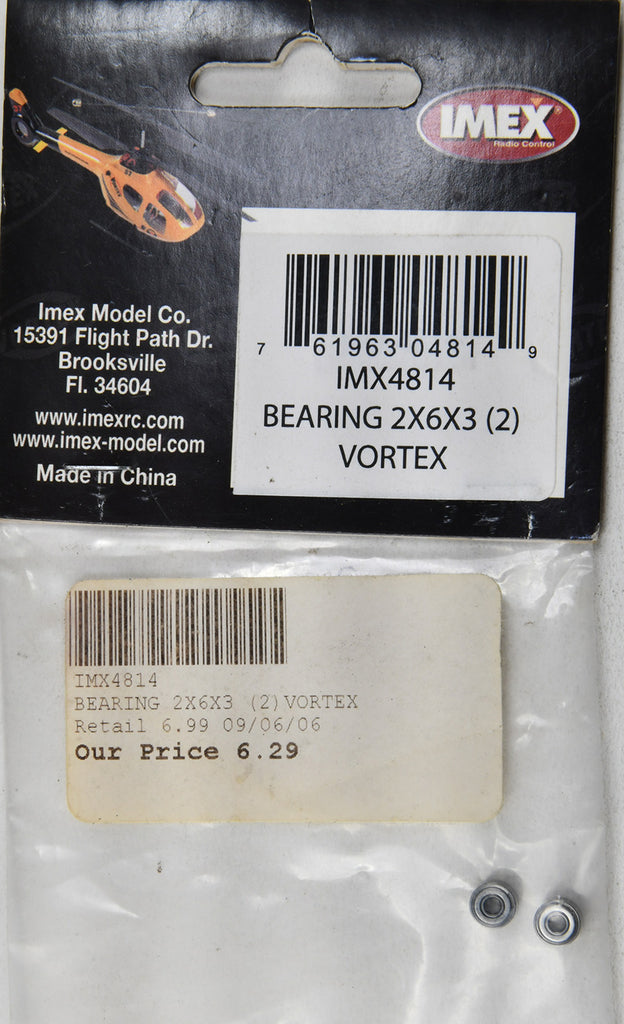 IMEX®
Radio Control
Imex Model Co.
15391 Flight Path Dr.
Brooksville
Fl. 34604
www.imexrc.com
www.imex-model.com
Made in China
7 61963 04814 9
IMX4814
BEARING 2X6X3 (2)
VORTEX
IMX4814
BEARING 2X6X3 (2)VORTEX
Retail 6.99 09/06/06
Our Price 6.29